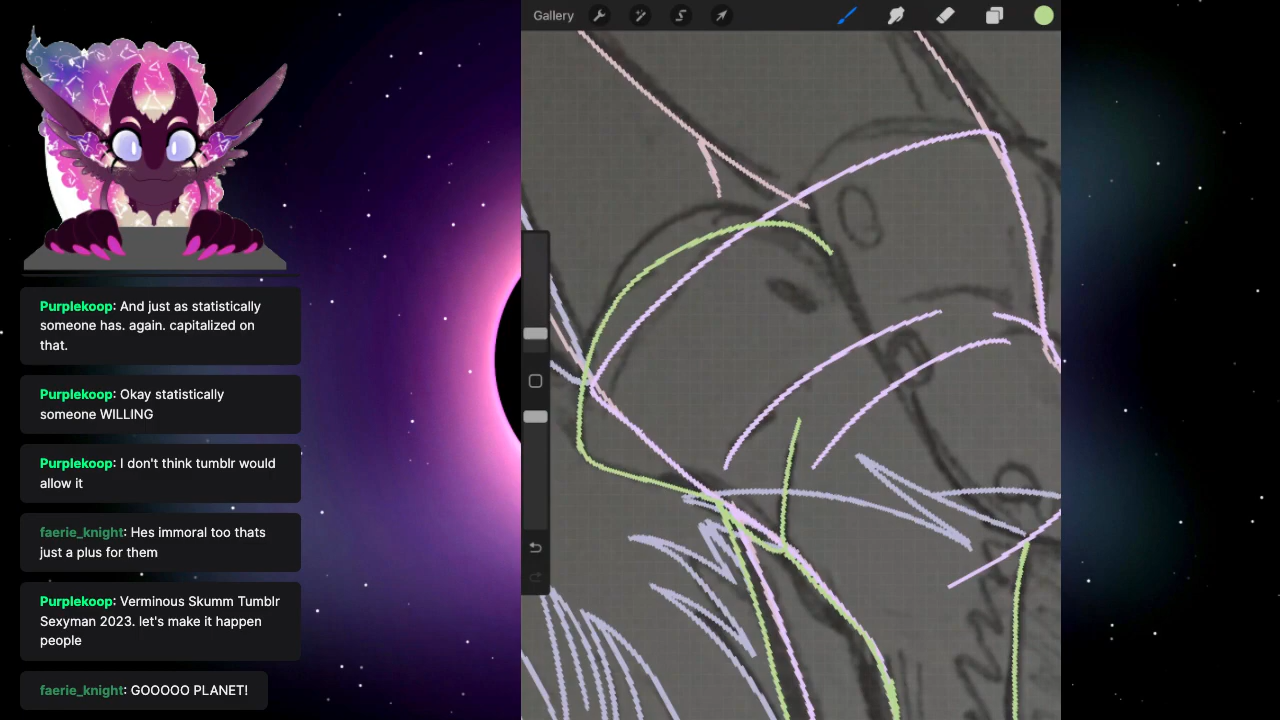 Gallery
Purplekoop: And just as statistically
someone has. again. capitalized on
that.
Purplekoop: Okay statistically
someone WILLING
Purplekoop: I don't think tumblr would
allow it
faerie_knight: Hes immoral too thats
just a plus for them
Purplekoop: Verminous Skumm Tumblr
Sexyman 2023. let's make it happen
people
faerie_knight: GOOOOO PLANET!